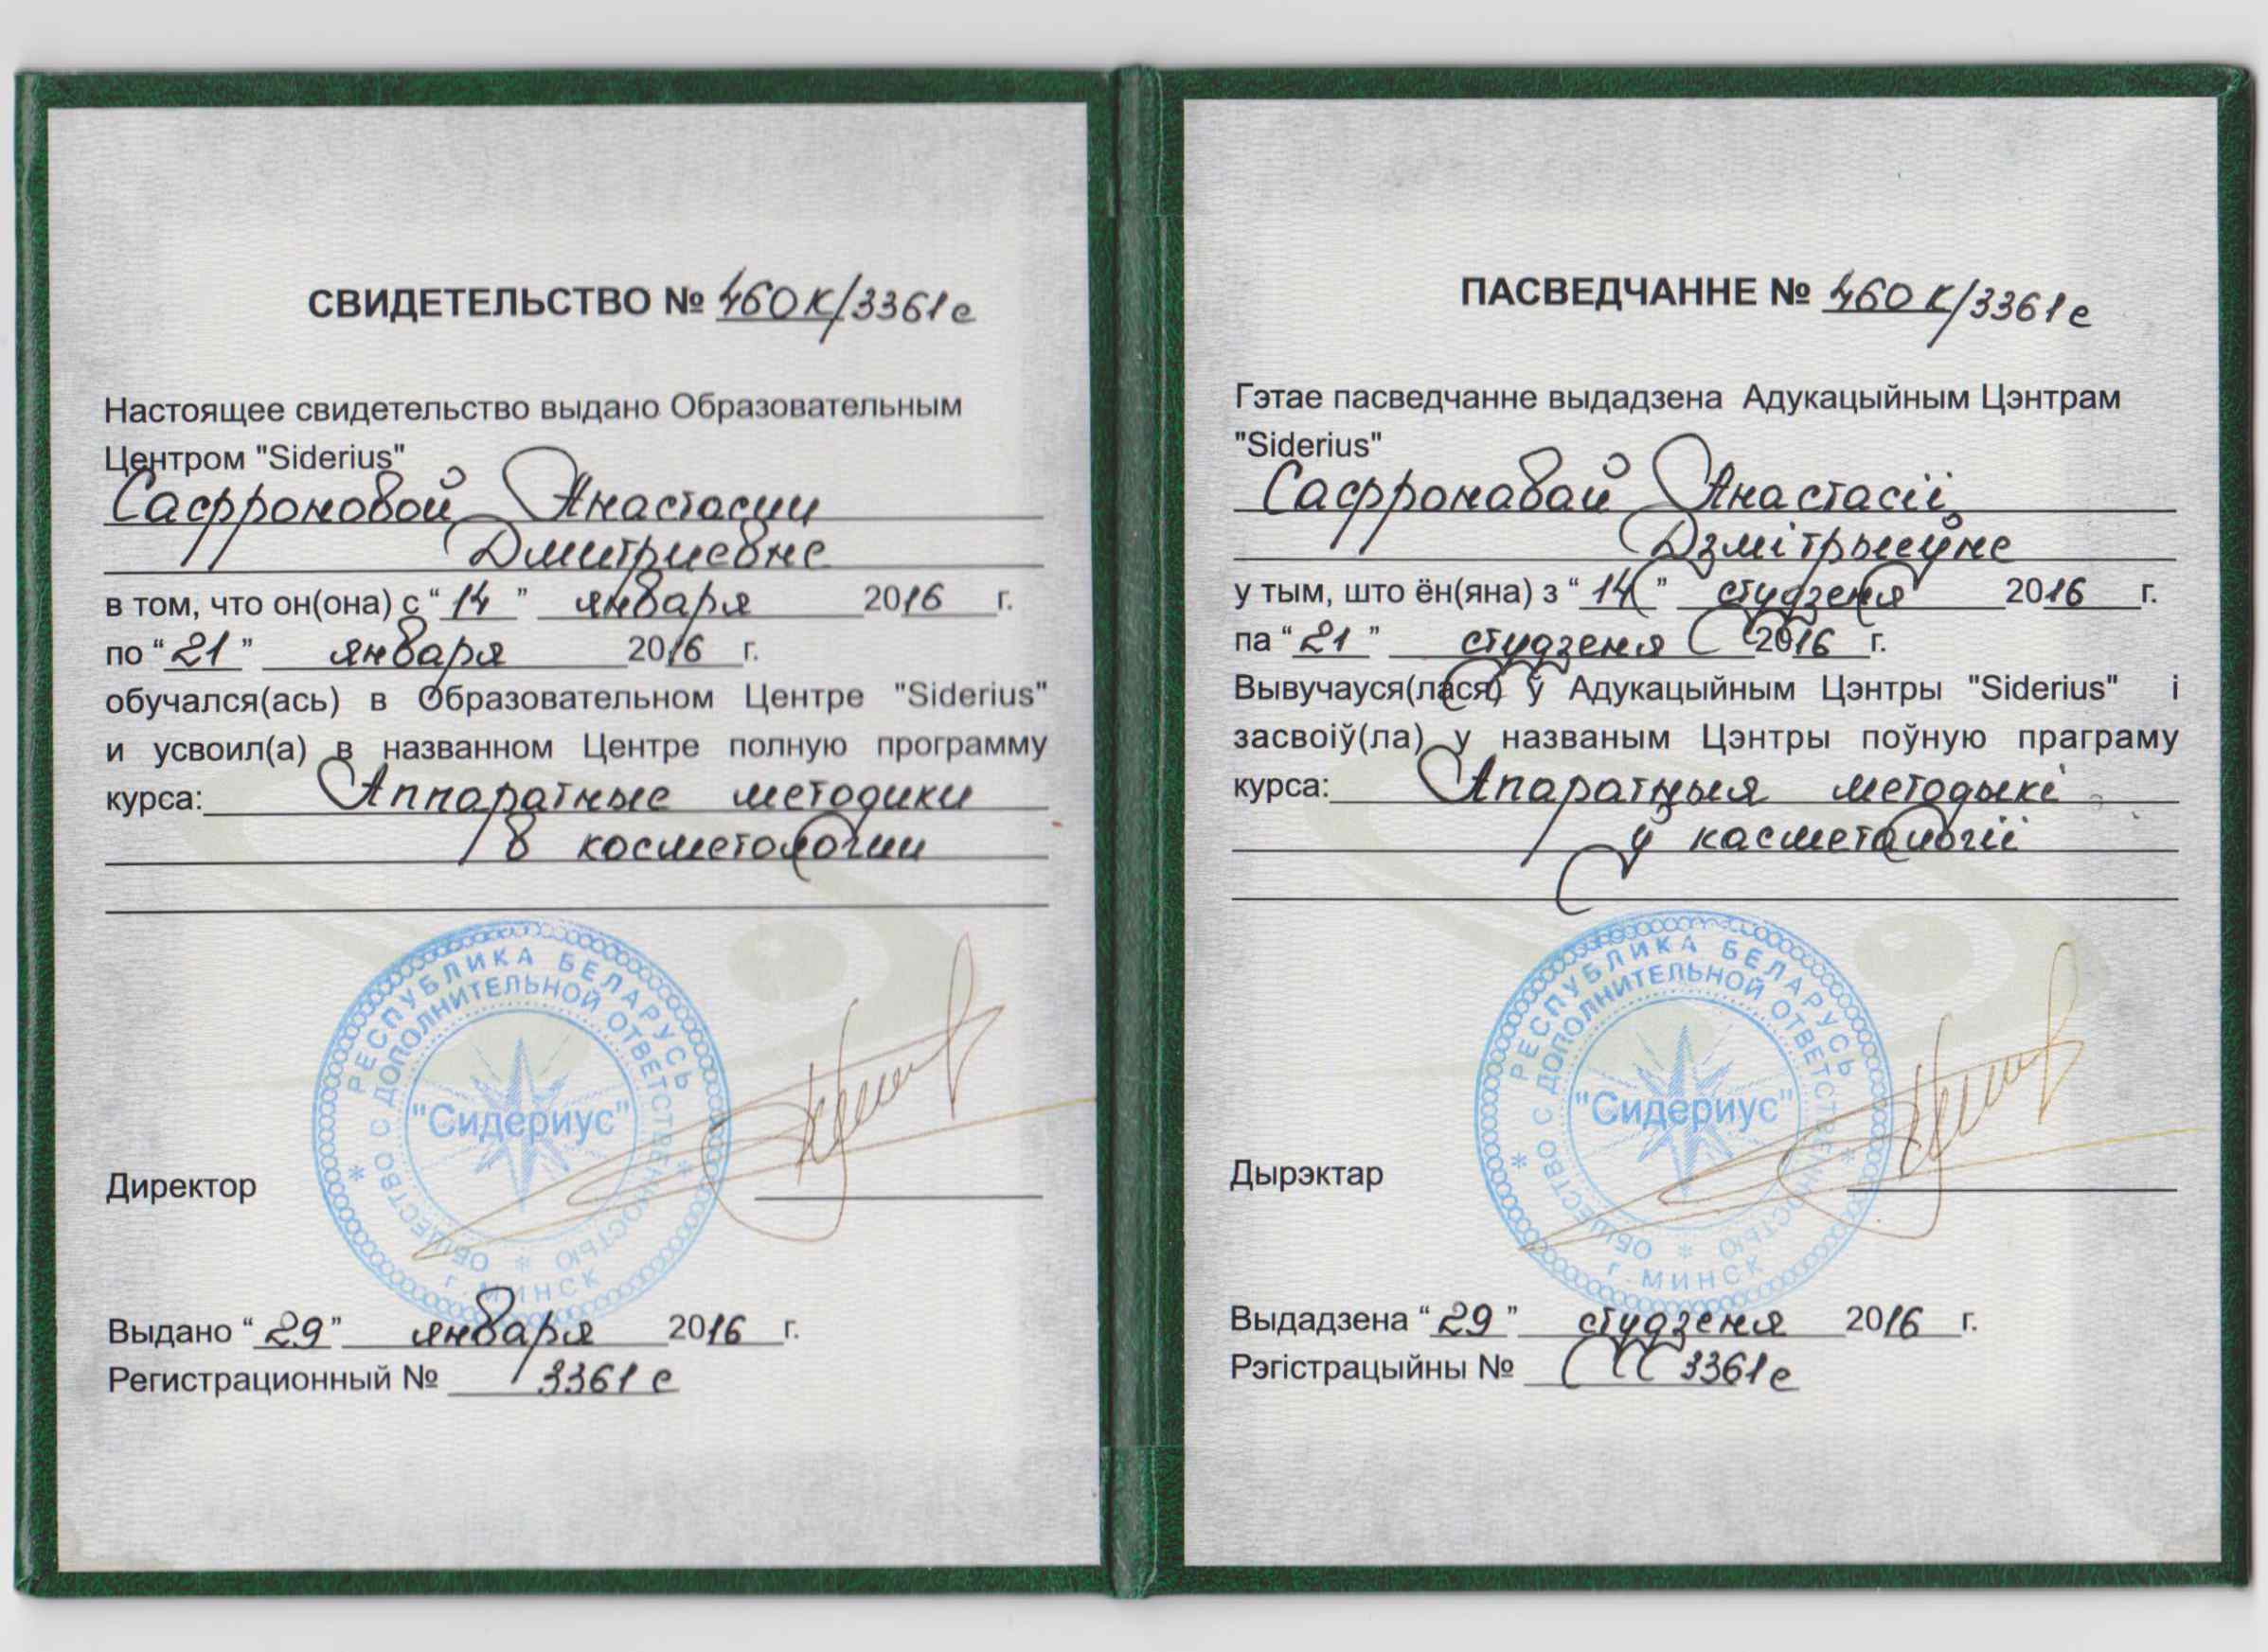 СВИДЕТЕЛЬСТВО № 460К/3361с
Настоящее свидетельство выдано Образовательным
Центром "Siderius"
Сафроновой Анастасии
Дмитриевне
в том, что он(она) с “ 14 ” января 2016 г.
по “ 21 ” января 2016 г.
обучался(ась) в Образовательном Центре "Siderius"
и усвоил(а) в названном Центре полную программу
курса: Аппаратные методики
в косметологии
РЕСПУБЛИКА БЕЛАРУСЬ
ОБЩЕСТВО С ДОПОЛНИТЕЛЬНОЙ ОТВЕТСТВЕННОСТЬЮ
"Сидериус"
г. МИНСК
Директор
Выдано “ 29 ” января 2016 г.
Регистрационный № 3361 с
ПАСВЕДЧАННЕ № 460 К/3361с
Гэтае пасведчанне выдадзена Адукацыйным Цэнтрам
"Siderius"
Сафронавай Анастасіі
Дзмітрыеўне
у тым, што ён(яна) з “ 14 ” студзеня 2016 г.
па “ 21 ” студзеня 2016 г.
Вывучауся(лася) ў Адукацыйным Цэнтры "Siderius" і
засвоіў(ла) у названым Цэнтры поўную праграму
курса: Апаратныя методыкі
у касметалогіі
РЕСПУБЛИКА БЕЛАРУСЬ
ОБЩЕСТВО С ДОПОЛНИТЕЛЬНОЙ ОТВЕТСТВЕННОСТЬЮ
"Сидериус"
г. МИНСК
Дырэктар
Выдадзена “ 29 ” студзеня 2016 г.
Рэгістрацыйны № 3361с